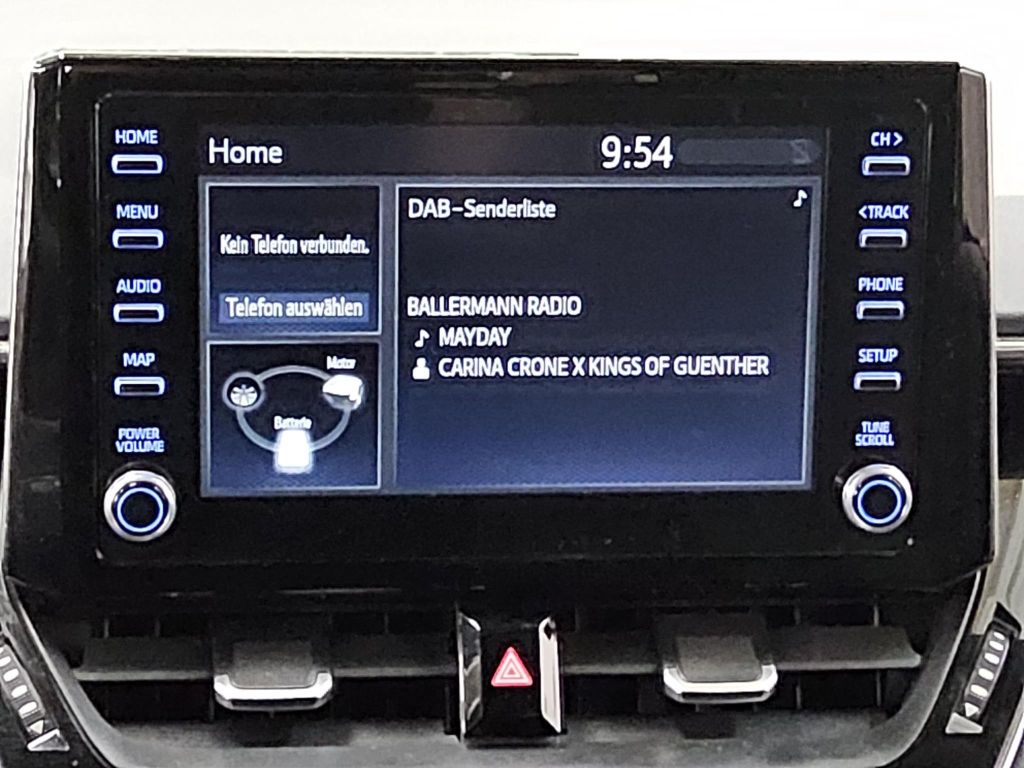 HOME
MENU
AUDIO
MAP
POWER
VOLUME
Home
9:54
Kein Telefon verbunden.
Telefon auswählen
Motor
Batterie
DAB-Senderliste
BALLERMANN RADIO
MAYDAY
CARINA CRONE X KINGS OF GUENTHER
CH>
<TRACK
PHONE
SETUP
TUNE
SCROLL